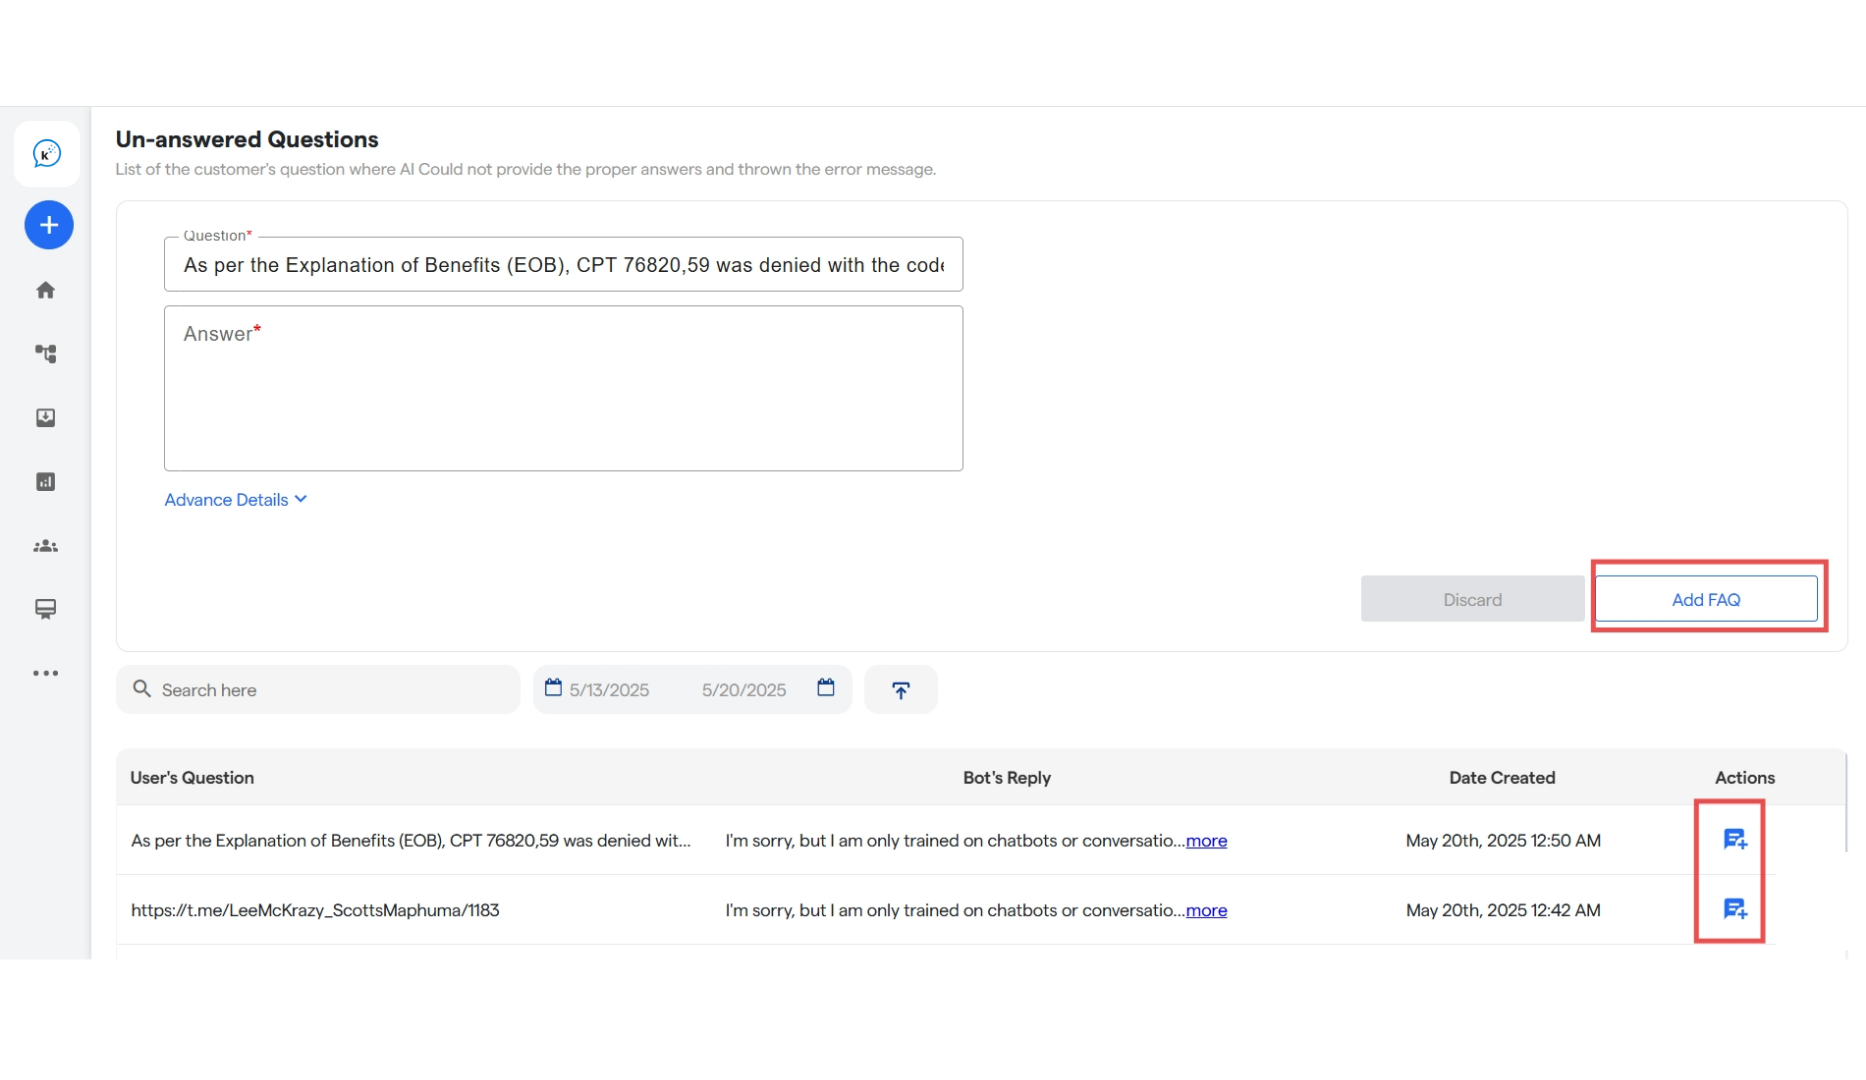 Un-answered Questions
List of the customer's question where AI Could not provide the proper answers and thrown the error message.
k
Question*
As per the Explanation of Benefits (EOB), CPT 76820,59 was denied with the code
Answer*
Advance Details
Discard
Add FAQ
Search here
5/13/2025
5/20/2025
User's Question
Bot's Reply
Date Created
Actions
As per the Explanation of Benefits (EOB), CPT 76820,59 was denied wit...
I'm sorry, but I am only trained on chatbots or conversatio...more
May 20th, 2025 12:50 AM
https://t.me/LeeMcKrazy_ScottsMaphuma/1183
I'm sorry, but I am only trained on chatbots or conversatio...more
May 20th, 2025 12:42 AM